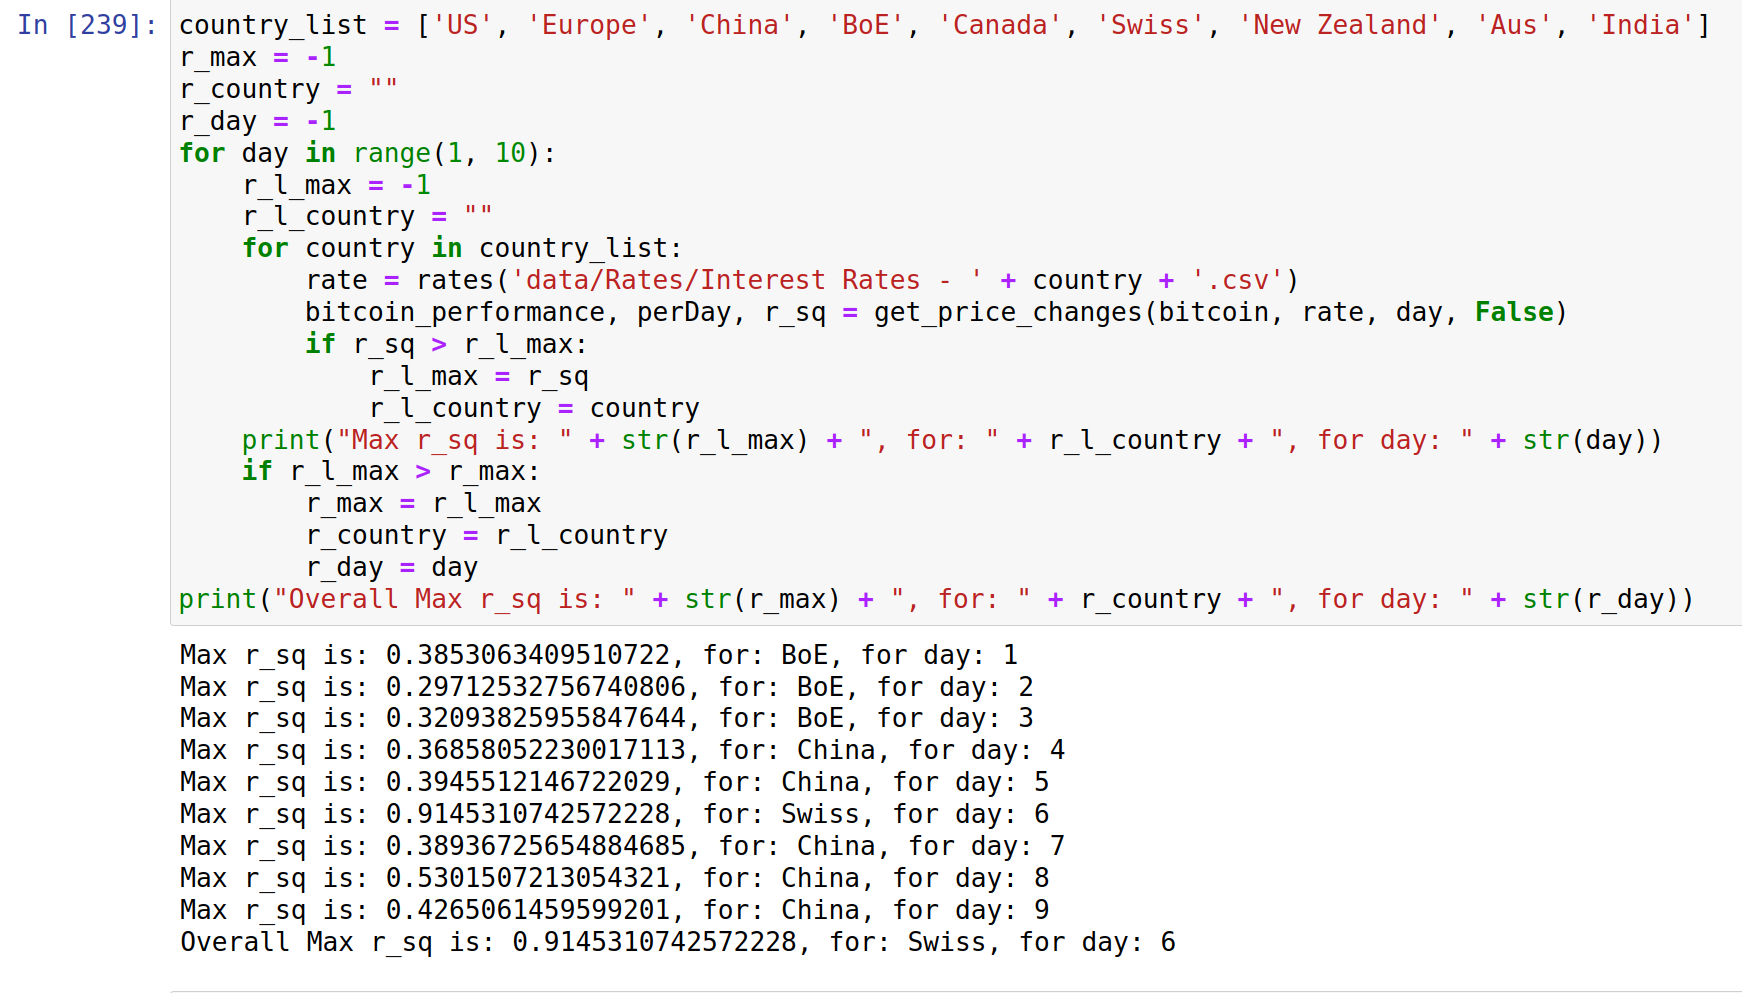 In [239]: country_list = ['US', 'Europe', 'China', 'BoE', 'Canada', 'Swiss', 'New Zealand', 'Aus', 'India']
r_max = -1
r_country = ""
r_day = -1
for day in range(1, 10):
    r_l_max = -1
    r_l_country = ""
    for country in country_list:
        rate = rates('data/Rates/Interest Rates - ' + country + '.csv')
        bitcoin_performance, perDay, r_sq = get_price_changes(bitcoin, rate, day, False)
        if r_sq > r_l_max:
            r_l_max = r_sq
            r_l_country = country
    print("Max r_sq is: " + str(r_l_max) + ", for: " + r_l_country + ", for day: " + str(day))
    if r_l_max > r_max:
        r_max = r_l_max
        r_country = r_l_country
        r_day = day
print("Overall Max r_sq is: " + str(r_max) + ", for: " + r_country + ", for day: " + str(r_day))
Max r_sq is: 0.3853063409510722, for: BoE, for day: 1
Max r_sq is: 0.29712532756740806, for: BoE, for day: 2
Max r_sq is: 0.32093825955847644, for: BoE, for day: 3
Max r_sq is: 0.36858052230017113, for: China, for day: 4
Max r_sq is: 0.3945512146722029, for: China, for day: 5
Max r_sq is: 0.9145310742572228, for: Swiss, for day: 6
Max r_sq is: 0.38936725654884685, for: China, for day: 7
Max r_sq is: 0.5301507213054321, for: China, for day: 8
Max r_sq is: 0.4265061459599201, for: China, for day: 9
Overall Max r_sq is: 0.9145310742572228, for: Swiss, for day: 6